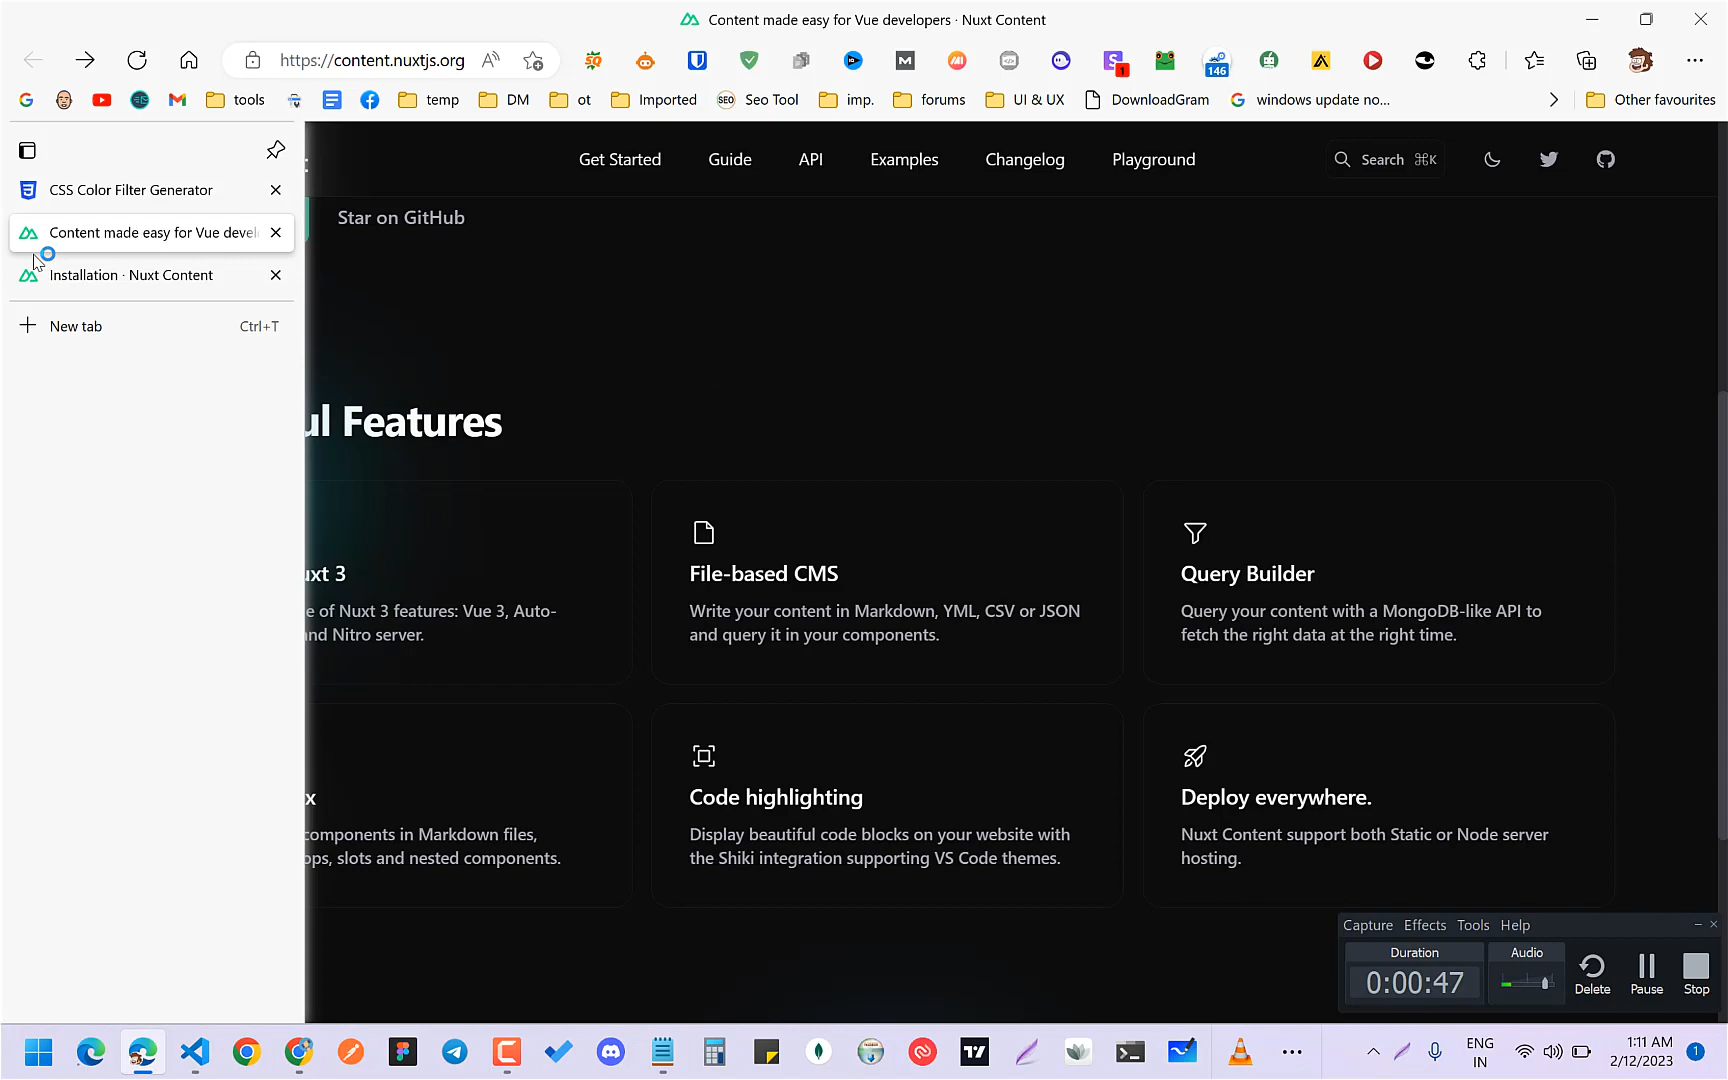 Content made easy for Vue developers · Nuxt Content
https://content.nuxtjs.org
146
1
tools
temp
DM
ot
Imported
Seo Tool
imp.
forums
UI & UX
DownloadGram
windows update no...
Other favourites
CSS Color Filter Generator
Content made easy for Vue devel
Installation · Nuxt Content
New tab
Ctrl+T
Get Started
Guide
API
Examples
Changelog
Playground
Search ⌘K
Star on GitHub
ul Features
uxt 3
e of Nuxt 3 features: Vue 3, Auto-
and Nitro server.
File-based CMS
Write your content in Markdown, YML, CSV or JSON
and query it in your components.
Query Builder
Query your content with a MongoDB-like API to
fetch the right data at the right time.
x
components in Markdown files,
ops, slots and nested components.
Code highlighting
Display beautiful code blocks on your website with
the Shiki integration supporting VS Code themes.
Deploy everywhere.
Nuxt Content support both Static or Node server
hosting.
Capture Effects Tools Help
Duration
0:00:47
Audio
Delete
Pause
Stop
ENG
IN
1:11 AM
2/12/2023
1